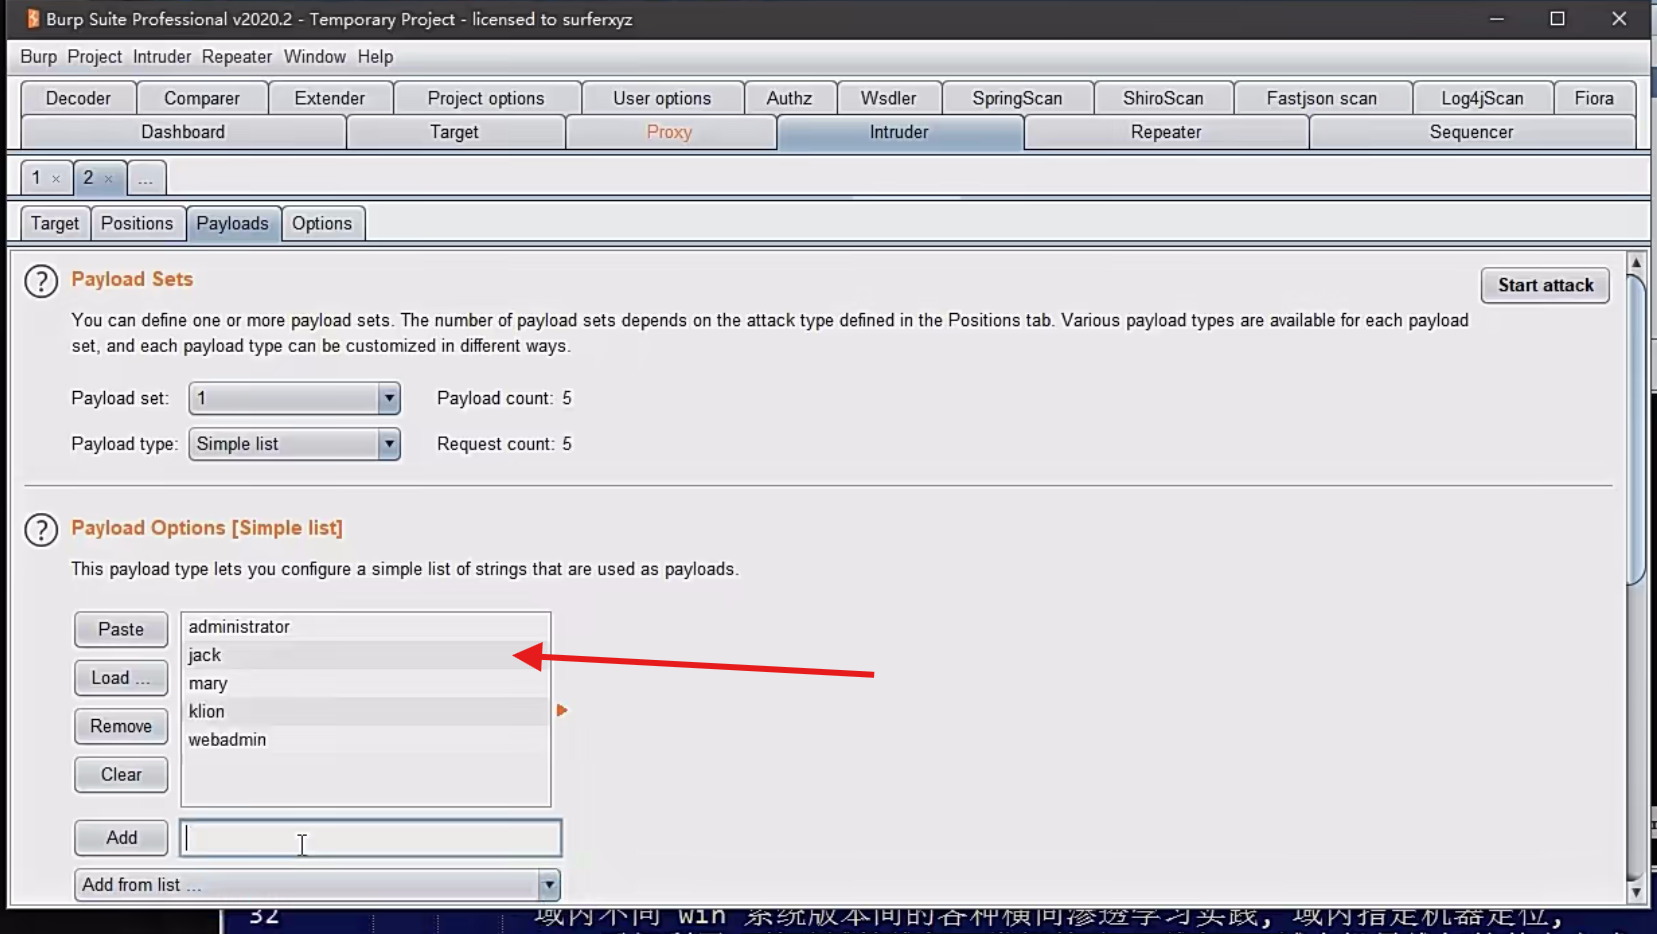 Burp Suite Professional v2020.2 - Temporary Project - licensed to surferxyz
Burp Project Intruder Repeater Window Help
Decoder Comparer Extender Project options User options Authz Wsdler SpringScan ShiroScan Fastjson scan Log4jScan Fiora
Dashboard Target Proxy Intruder Repeater Sequencer
1 × 2 × ...
Target Positions Payloads Options
? Payload Sets
Start attack
You can define one or more payload sets. The number of payload sets depends on the attack type defined in the Positions tab. Various payload types are available for each payload
set, and each payload type can be customized in different ways.
Payload set: 1 Payload count: 5
Payload type: Simple list Request count: 5
? Payload Options [Simple list]
This payload type lets you configure a simple list of strings that are used as payloads.
Paste
Load ...
Remove
Clear
administrator
jack
mary
klion
webadmin
Add
Add from list ...
32 域内不同 win 系统版本间的各种横向渗透学习实践, 域内指定机器定位,